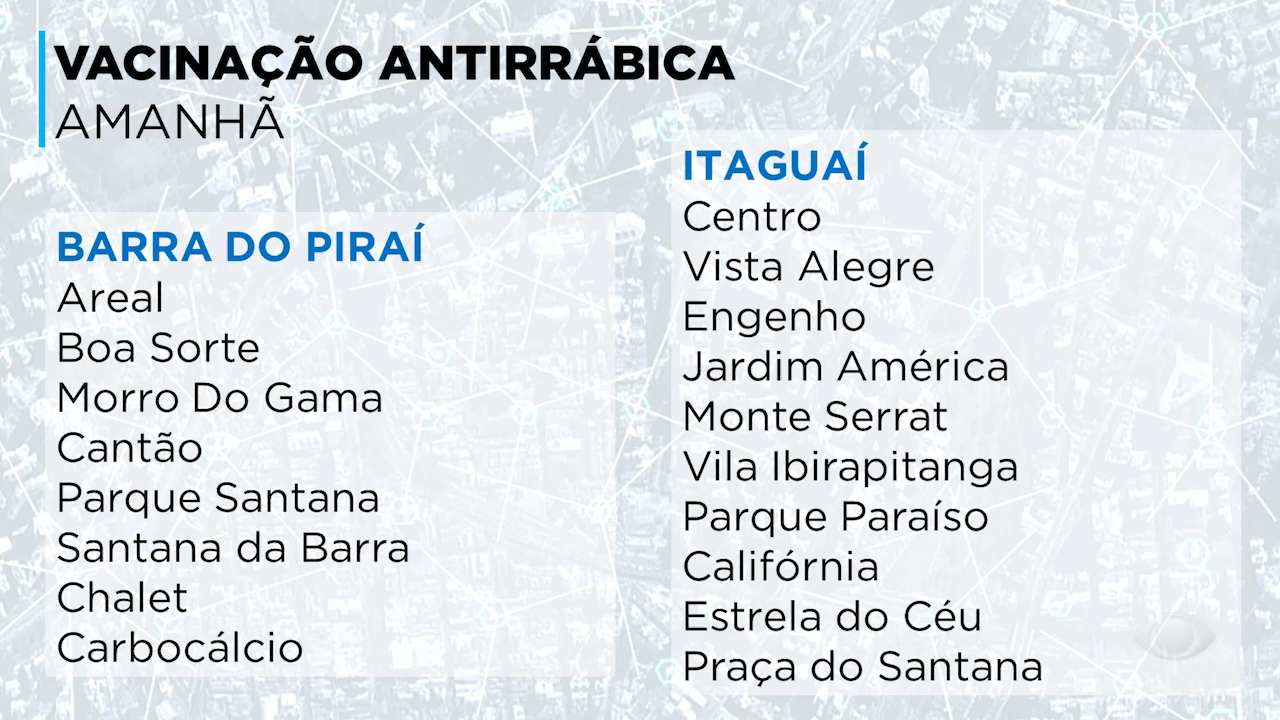 VACINAÇÃO ANTIRRÁBICA
AMANHÃ
BARRA DO PIRAÍ
Areal
Boa Sorte
Morro Do Gama
Cantão
Parque Santana
Santana da Barra
Chalet
Carbocálcio
ITAGUAÍ
Centro
Vista Alegre
Engenho
Jardim América
Monte Serrat
Vila Ibirapitanga
Parque Paraíso
Califórnia
Estrela do Céu
Praça do Santana